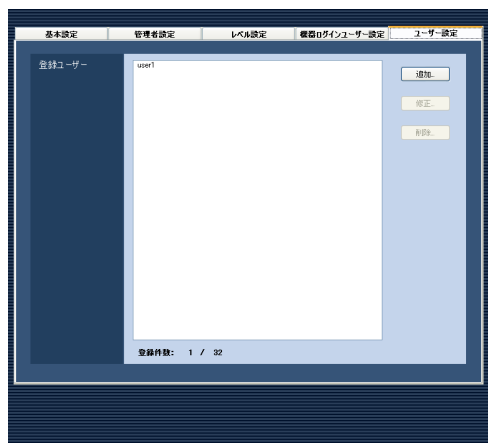 基本設定 管理者設定 レベル設定 機器ログインユーザー設定 ユーザー設定
登録ユーザー
user1
追加...
修正...
削除...
登録件数: 1 / 32